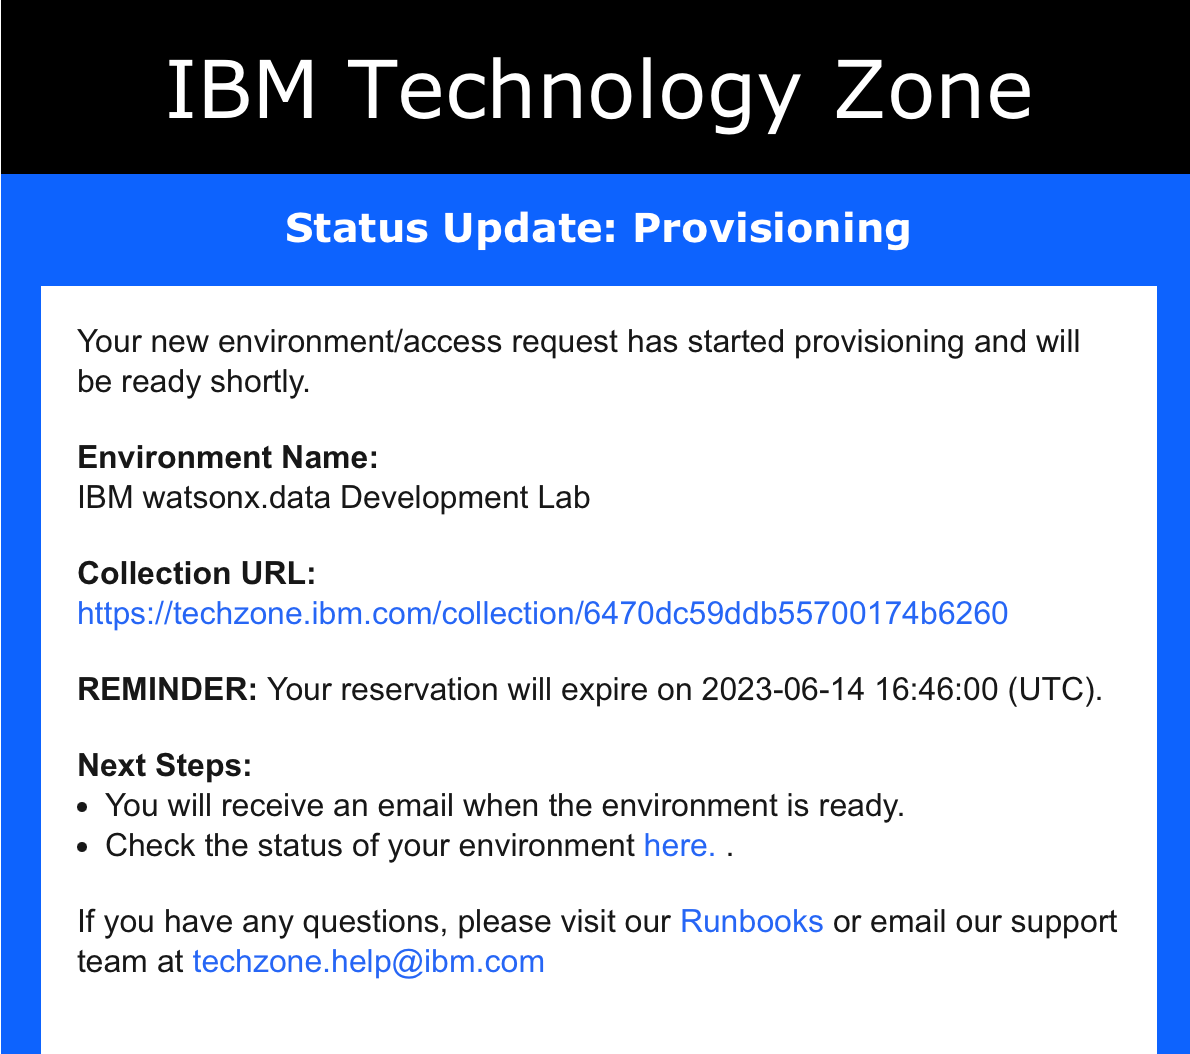 IBM Technology Zone
Status Update: Provisioning
Your new environment/access request has started provisioning and will
be ready shortly.
Environment Name:
IBM watsonx.data Development Lab
Collection URL:
https://techzone.ibm.com/collection/6470dc59ddb55700174b6260
REMINDER: Your reservation will expire on 2023-06-14 16:46:00 (UTC).
Next Steps:
• You will receive an email when the environment is ready.
• Check the status of your environment here. .
If you have any questions, please visit our Runbooks or email our support
team at techzone.help@ibm.com